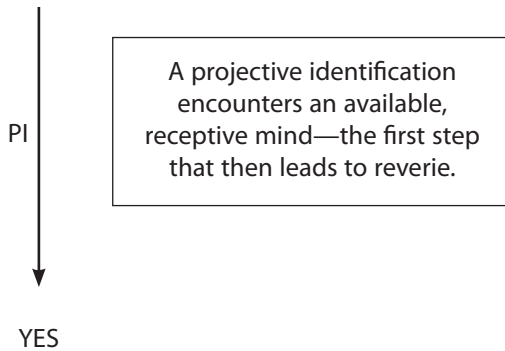 A projective identification
encounters an available,
receptive mind—the first step
that then leads to reverie.
PI
YES